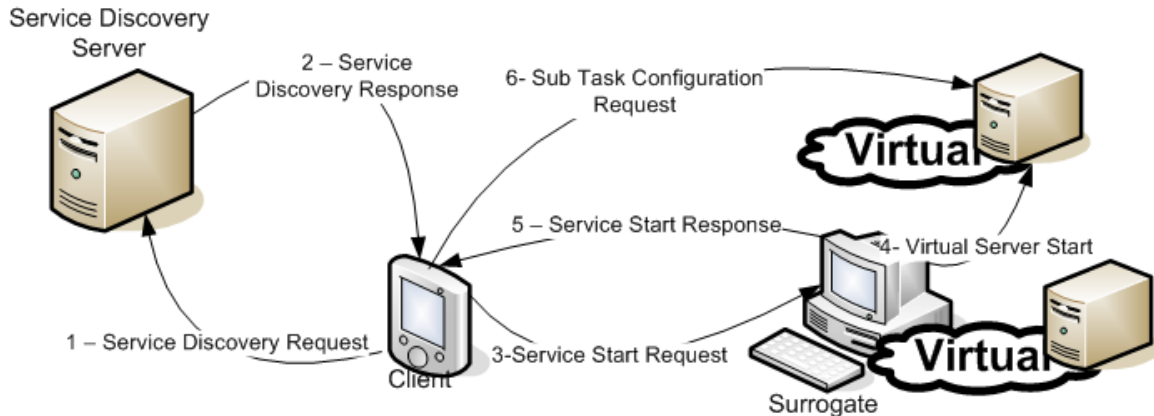 Service Discovery
Server
2 – Service
Discovery Response
6- Sub Task Configuration
Request
Virtual
5 – Service Start Response
4- Virtual Server Start
1 – Service Discovery Request
3-Service Start Request
Client
Virtual
Surrogate